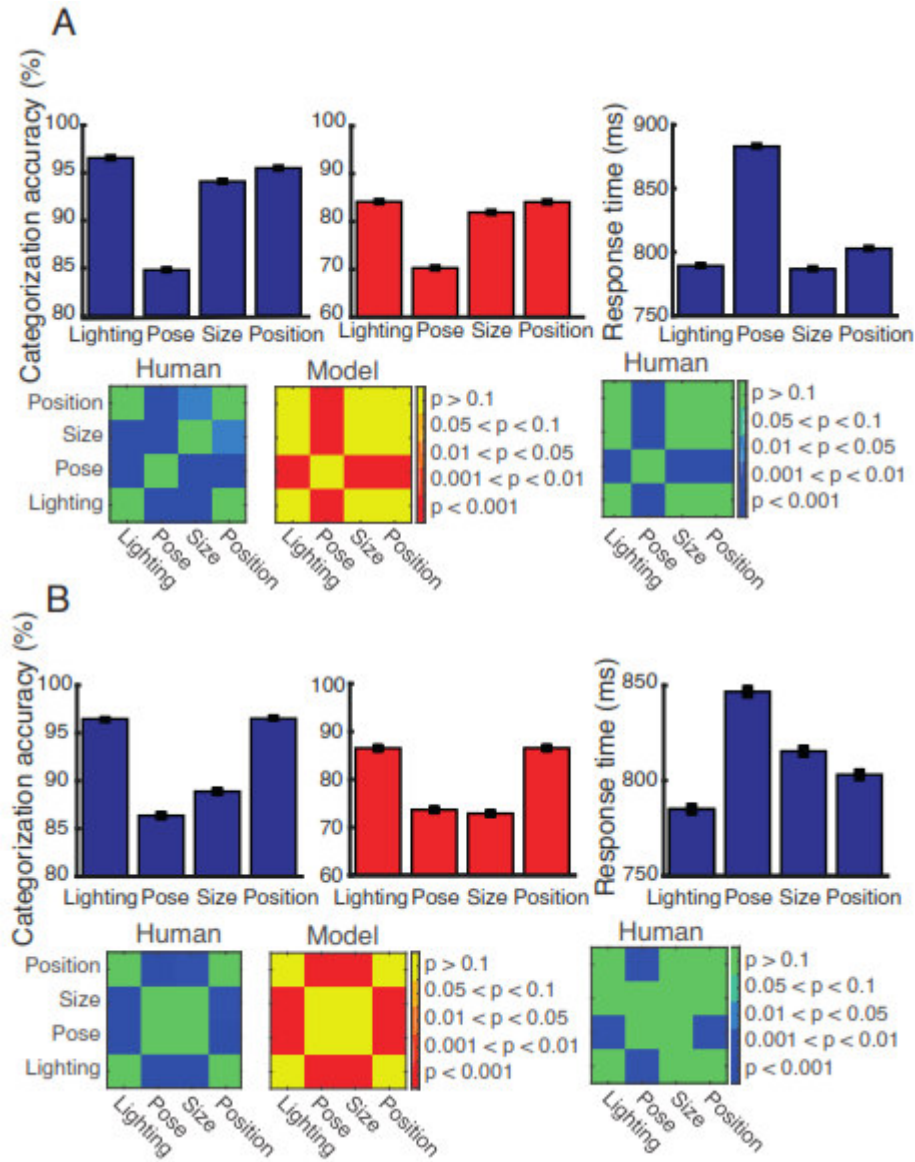 A
Categorization accuracy (%)
100
95
90
85
80
Lighting Pose Size Position
100
90
80
70
60
Lighting Pose Size Position
Response time (ms)
900
850
800
750
Lighting Pose Size Position
Human
Position
Size
Pose
Lighting
Lighting
Pose
Size
Position
Model
Lighting
Pose
Size
Position
p > 0.1
0.05 < p < 0.1
0.01 < p < 0.05
0.001 < p < 0.01
p < 0.001
Human
Lighting
Pose
Size
Position
p > 0.1
0.05 < p < 0.1
0.01 < p < 0.05
0.001 < p < 0.01
p < 0.001
B
Categorization accuracy (%)
100
95
90
85
80
Lighting Pose Size Position
100
90
80
70
60
Lighting Pose Size Position
Response time (ms)
850
800
750
Lighting Pose Size Position
Human
Position
Size
Pose
Lighting
Lighting
Pose
Size
Position
Model
Lighting
Pose
Size
Position
p > 0.1
0.05 < p < 0.1
0.01 < p < 0.05
0.001 < p < 0.01
p < 0.001
Human
Lighting
Pose
Size
Position
p > 0.1
0.05 < p < 0.1
0.01 < p < 0.05
0.001 < p < 0.01
p < 0.001